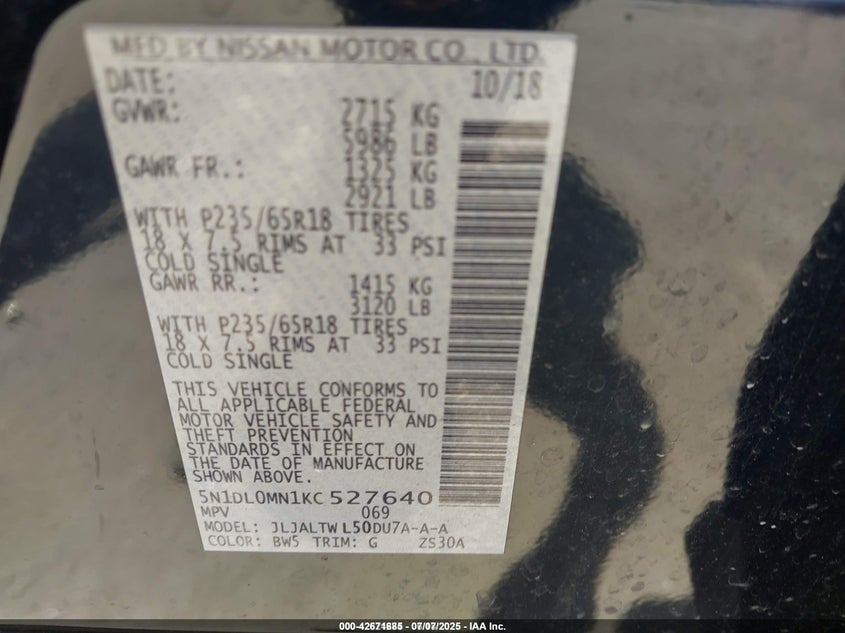 MFD BY NISSAN MOTOR CO., LTD.
DATE: 10/18
GVWR: 2715 KG
5986 LB
GAWR FR.: 1325 KG
2921 LB
WITH P235/65R18 TIRES
18 X 7.5 RIMS AT 33 PSI
COLD SINGLE
GAWR RR.: 1415 KG
3120 LB
WITH P235/65R18 TIRES
18 X 7.5 RIMS AT 33 PSI
COLD SINGLE
THIS VEHICLE CONFORMS TO
ALL APPLICABLE FEDERAL
MOTOR VEHICLE SAFETY AND
THEFT PREVENTION
STANDARDS IN EFFECT ON
THE DATE OF MANUFACTURE
SHOWN ABOVE.
5N1DL0MN1KC527640
MPV 069
MODEL: JLJALTWL50DU7A-A-A
COLOR: BW5 TRIM: G ZS30A
000-42671685 - 07/07/2025 - IAA Inc.